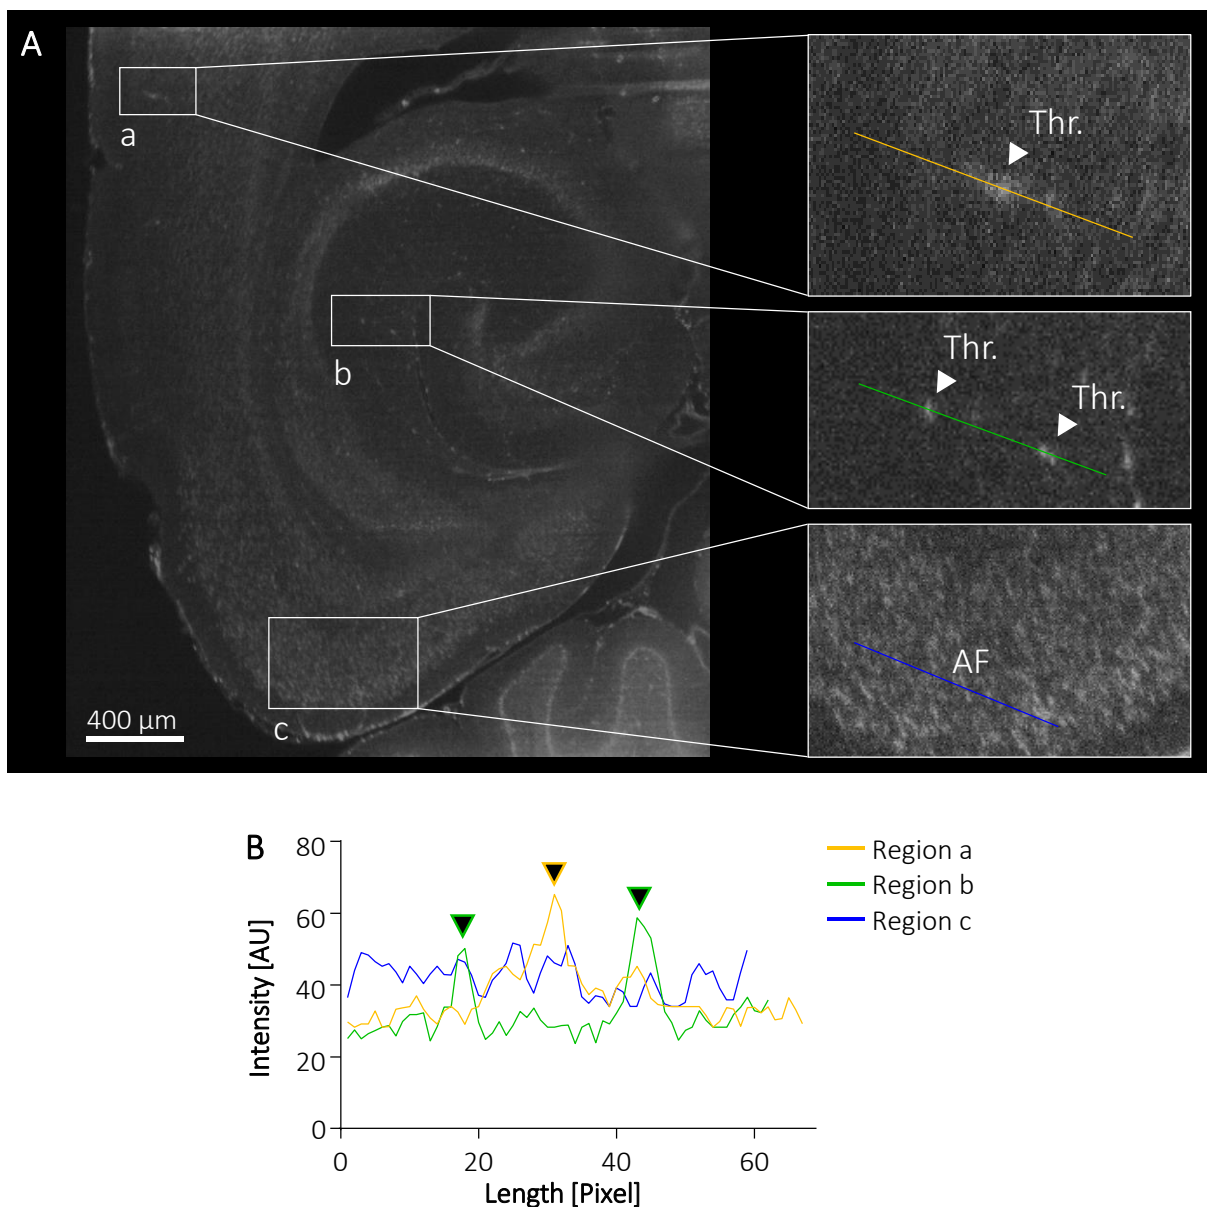 A
a
Thr.
b
Thr.
Thr.
AF
400 µm
c
B
80
60
40
20
0
Intensity [AU]
0 20 40 60
Length [Pixel]
Region a
Region b
Region c